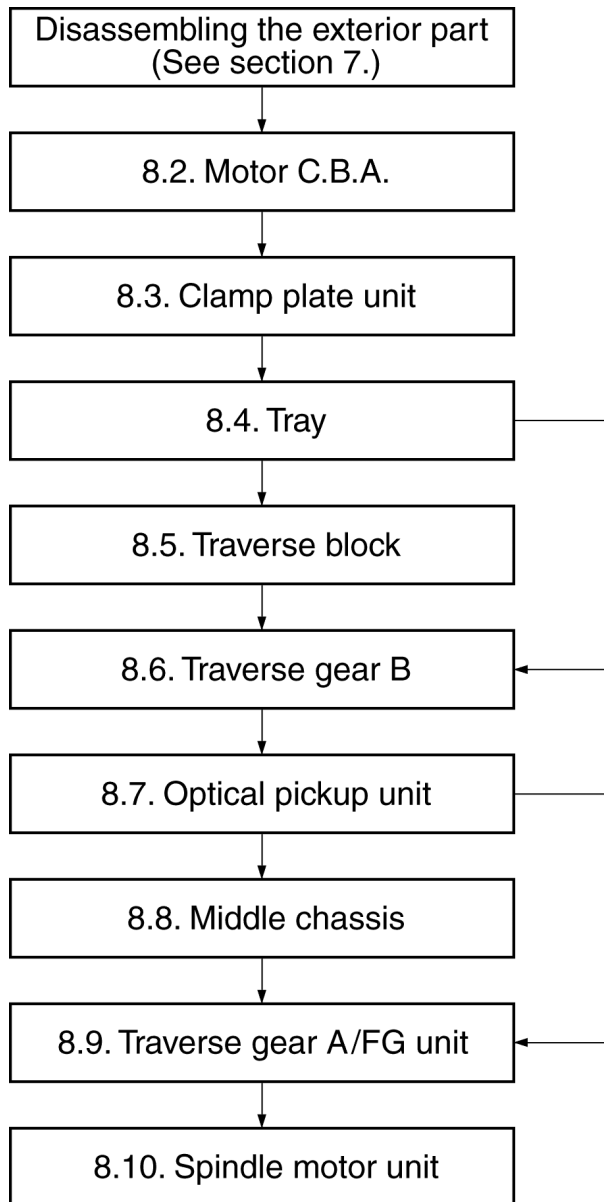 Disassembling the exterior part
(See section 7.)
8.2. Motor C.B.A.
8.3. Clamp plate unit
8.4. Tray
8.5. Traverse block
8.6. Traverse gear B
8.7. Optical pickup unit
8.8. Middle chassis
8.9. Traverse gear A/FG unit
8.10. Spindle motor unit